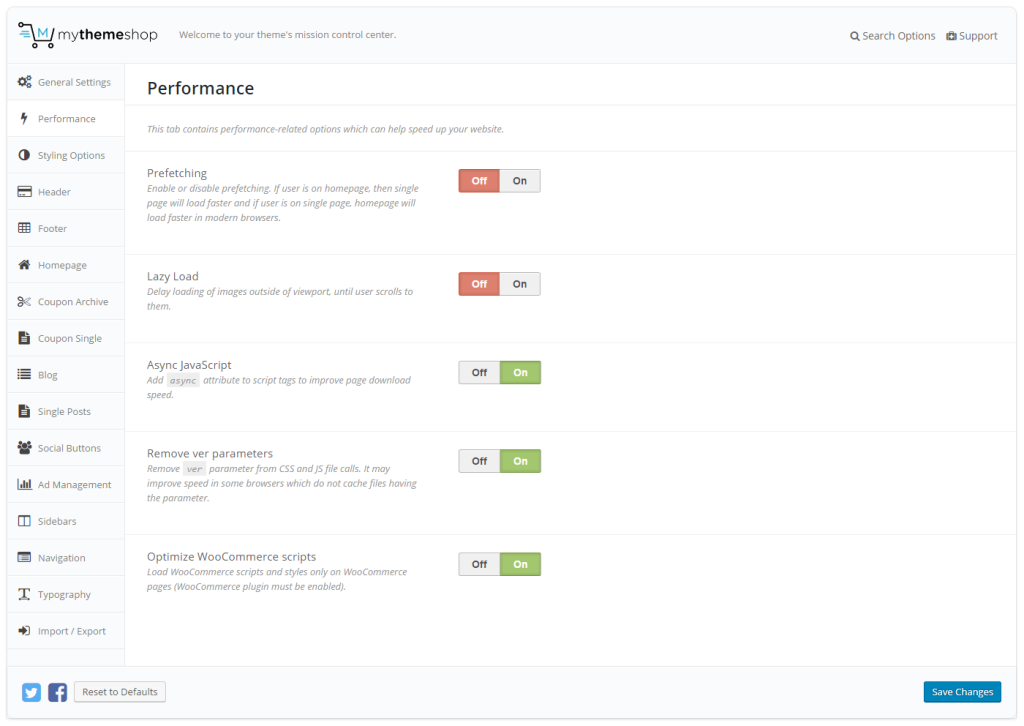 M mythemeshop
Welcome to your theme's mission control center.
Search Options
Support
General Settings
Performance
Styling Options
Header
Footer
Homepage
Coupon Archive
Coupon Single
Blog
Single Posts
Social Buttons
Ad Management
Sidebars
Navigation
Typography
Import / Export
Performance
This tab contains performance-related options which can help speed up your website.
Prefetching
Enable or disable prefetching. If user is on homepage, then single
page will load faster and if user is on single page, homepage will
load faster in modern browsers.
Off On
Lazy Load
Delay loading of images outside of viewport, until user scrolls to
them.
Off On
Async JavaScript
Add async attribute to script tags to improve page download
speed.
Off On
Remove ver parameters
Remove ver parameter from CSS and JS file calls. It may
improve speed in some browsers which do not cache files having
the parameter.
Off On
Optimize WooCommerce scripts
Load WooCommerce scripts and styles only on WooCommerce
pages (WooCommerce plugin must be enabled).
Off On
Reset to Defaults
Save Changes